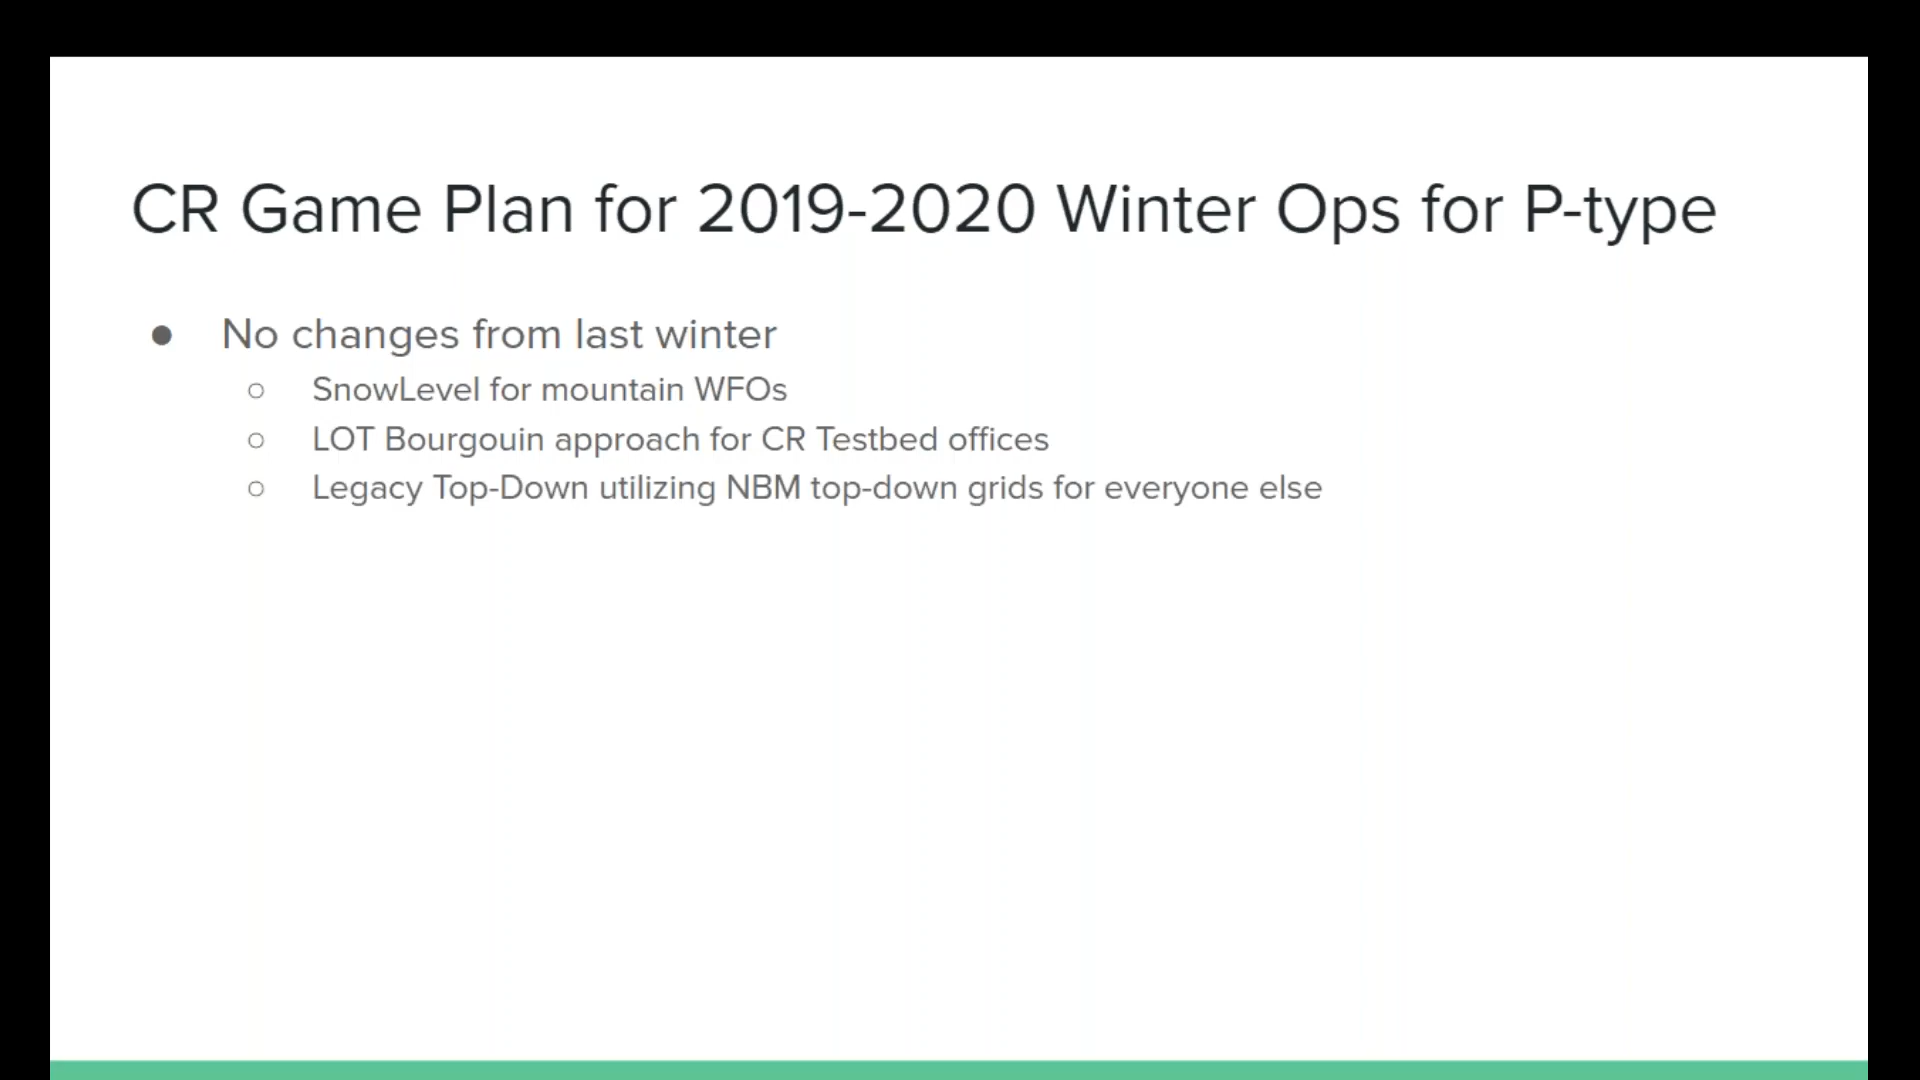 CR Game Plan for 2019-2020 Winter Ops for P-type
● No changes from last winter
○ SnowLevel for mountain WFOs
○ LOT Bourgouin approach for CR Testbed offices
○ Legacy Top-Down utilizing NBM top-down grids for everyone else